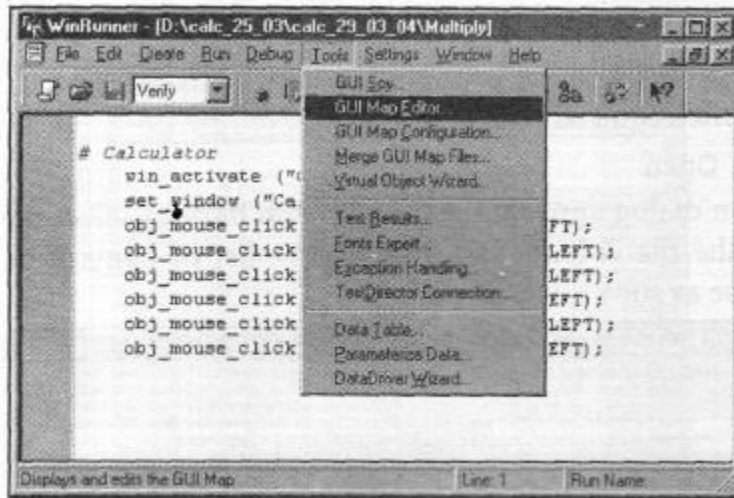 WinRunner - [D:\calc_25_03\calc_29_03_04\Multiply]
File Edit Create Run Debug Tools Settings Window Help
Verify
GUI Spy...
GUI Map Editor...
GUI Map Configuration...
Merge GUI Map Files...
Virtual Object Wizard...
Test Results...
Fonts Expert...
Exception Handling...
TestDirector Connection...
Data Table...
Parameterize Data...
DataDriver Wizard...
# Calculator
win_activate ("
set_window ("Ca
obj_mouse_click FT);
obj_mouse_click LEFT);
obj_mouse_click LEFT);
obj_mouse_click LEFT);
obj_mouse_click LEFT);
obj_mouse_click EFT);
Displays and edits the GUI Map Line: 1 Run Name: